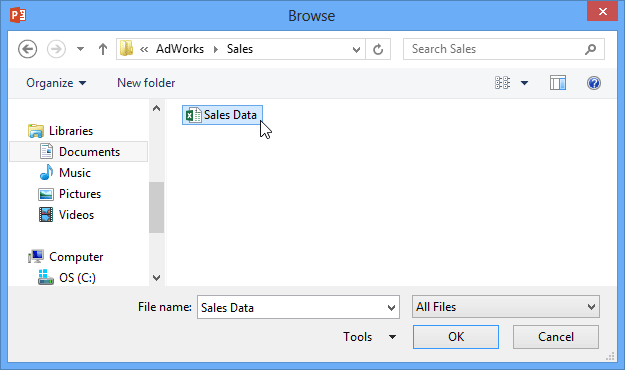 Browse
« AdWorks Sales
Search Sales
Organize
New folder
Sales Data
Libraries
Documents
Music
Pictures
Videos
Computer
OS (C:)
File name: Sales Data
All Files
Tools
OK
Cancel